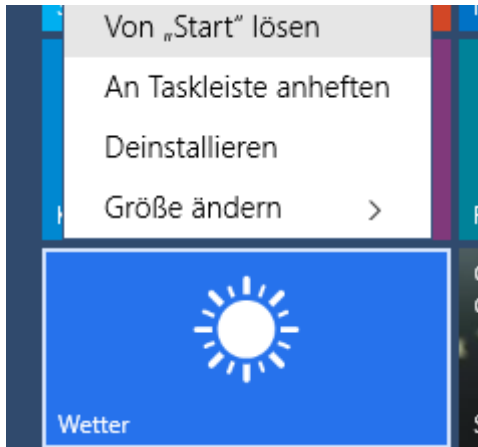 Von „Start“ lösen
An Taskleiste anheften
Deinstallieren
Größe ändern
Wetter